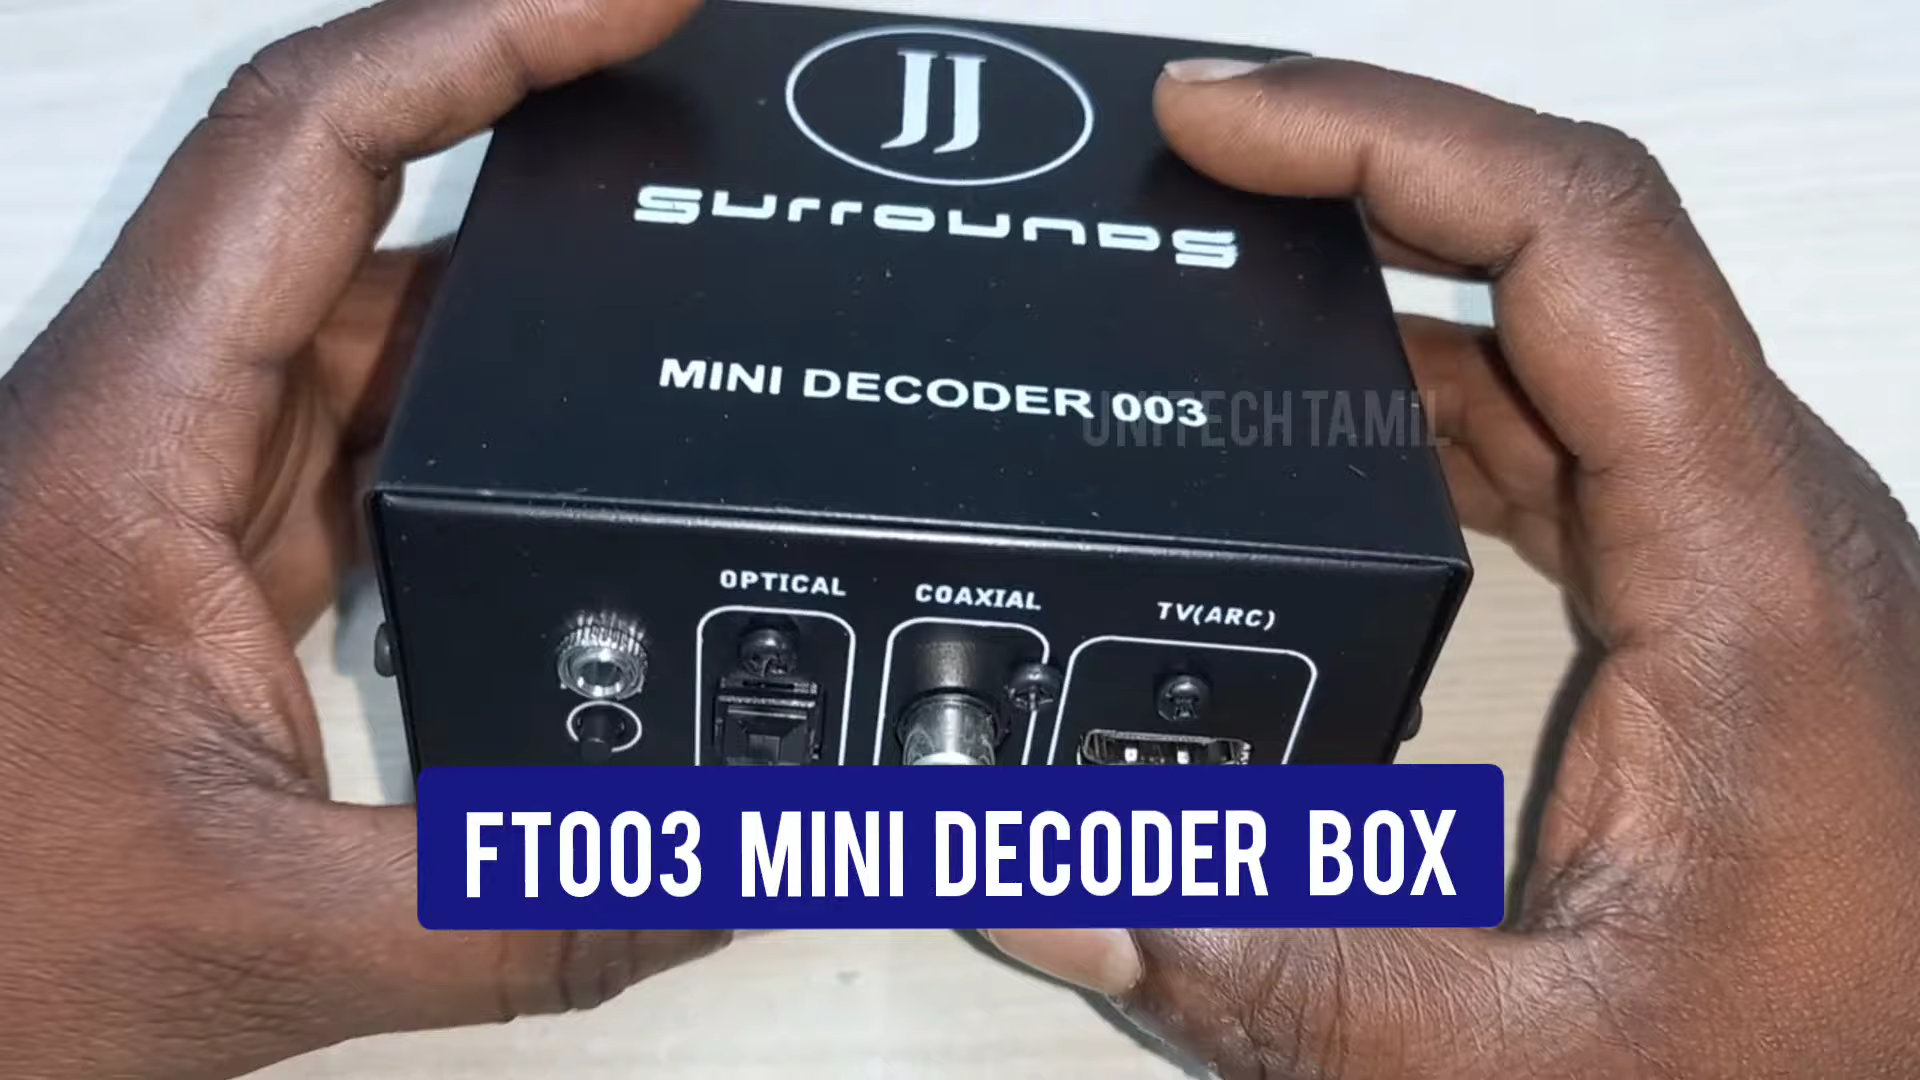 JJ
surrounds
MINI DECODER 003
UNITECH TAMiL
OPTICAL
COAXIAL
TV(ARC)
FT003 MINI DECODER BOX